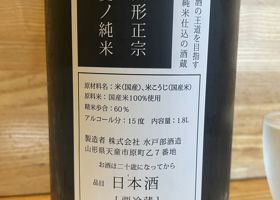 酒の王道を目指す
純米仕込の酒蔵
形正宗
ノ純米
原材料名:米(国産)、米こうじ(国産米)
原料米:国産米100%使用
精米歩合:60%
アルコール分:15度 内容量:1.8L
製造者 株式会社 水戸部酒造
山形県天童市原町乙7番地
お酒は二十歳になってから
品目 日本酒
要冷蔵